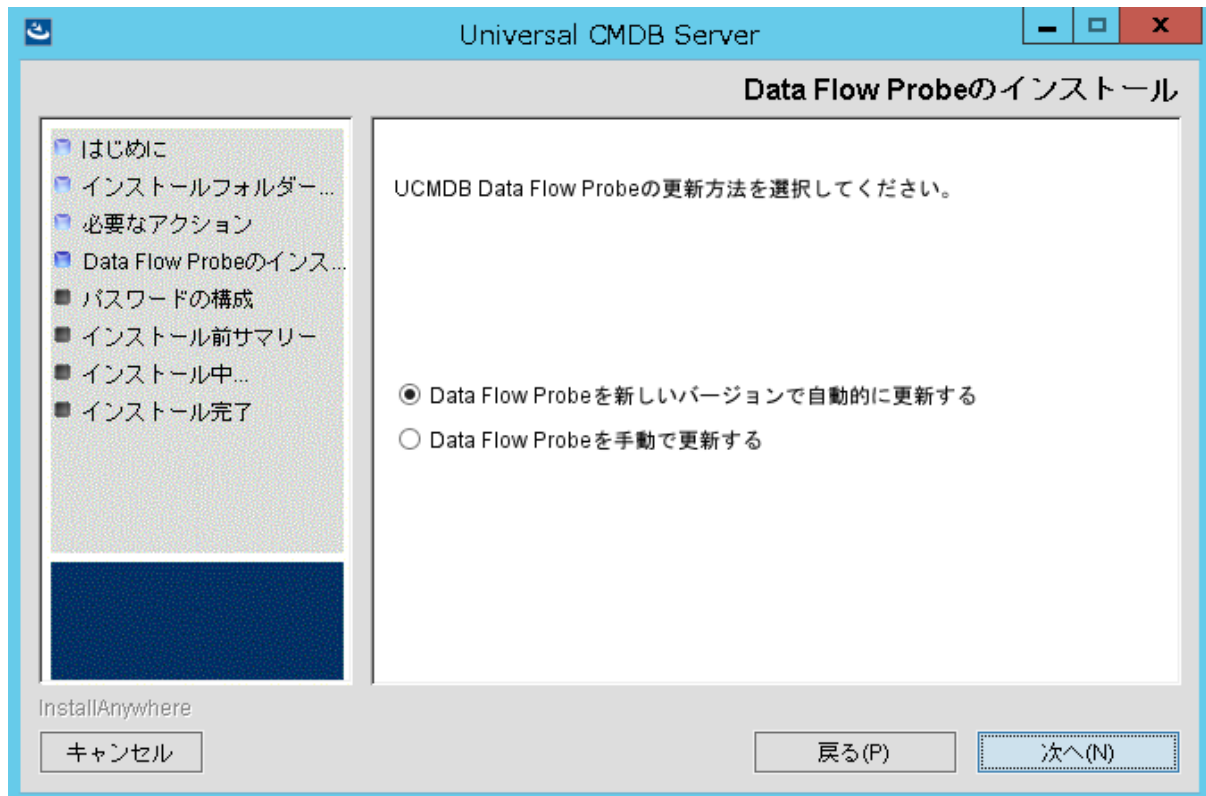 Universal CMDB Server
Data Flow Probeのインストール
はじめに
インストールフォルダー...
必要なアクション
Data Flow Probeのインス...
パスワードの構成
インストール前サマリー
インストール中...
インストール完了
UCMDB Data Flow Probeの更新方法を選択してください。
Data Flow Probeを新しいバージョンで自動的に更新する
Data Flow Probeを手動で更新する
InstallAnywhere
キャンセル
戻る(P)
次へ(N)